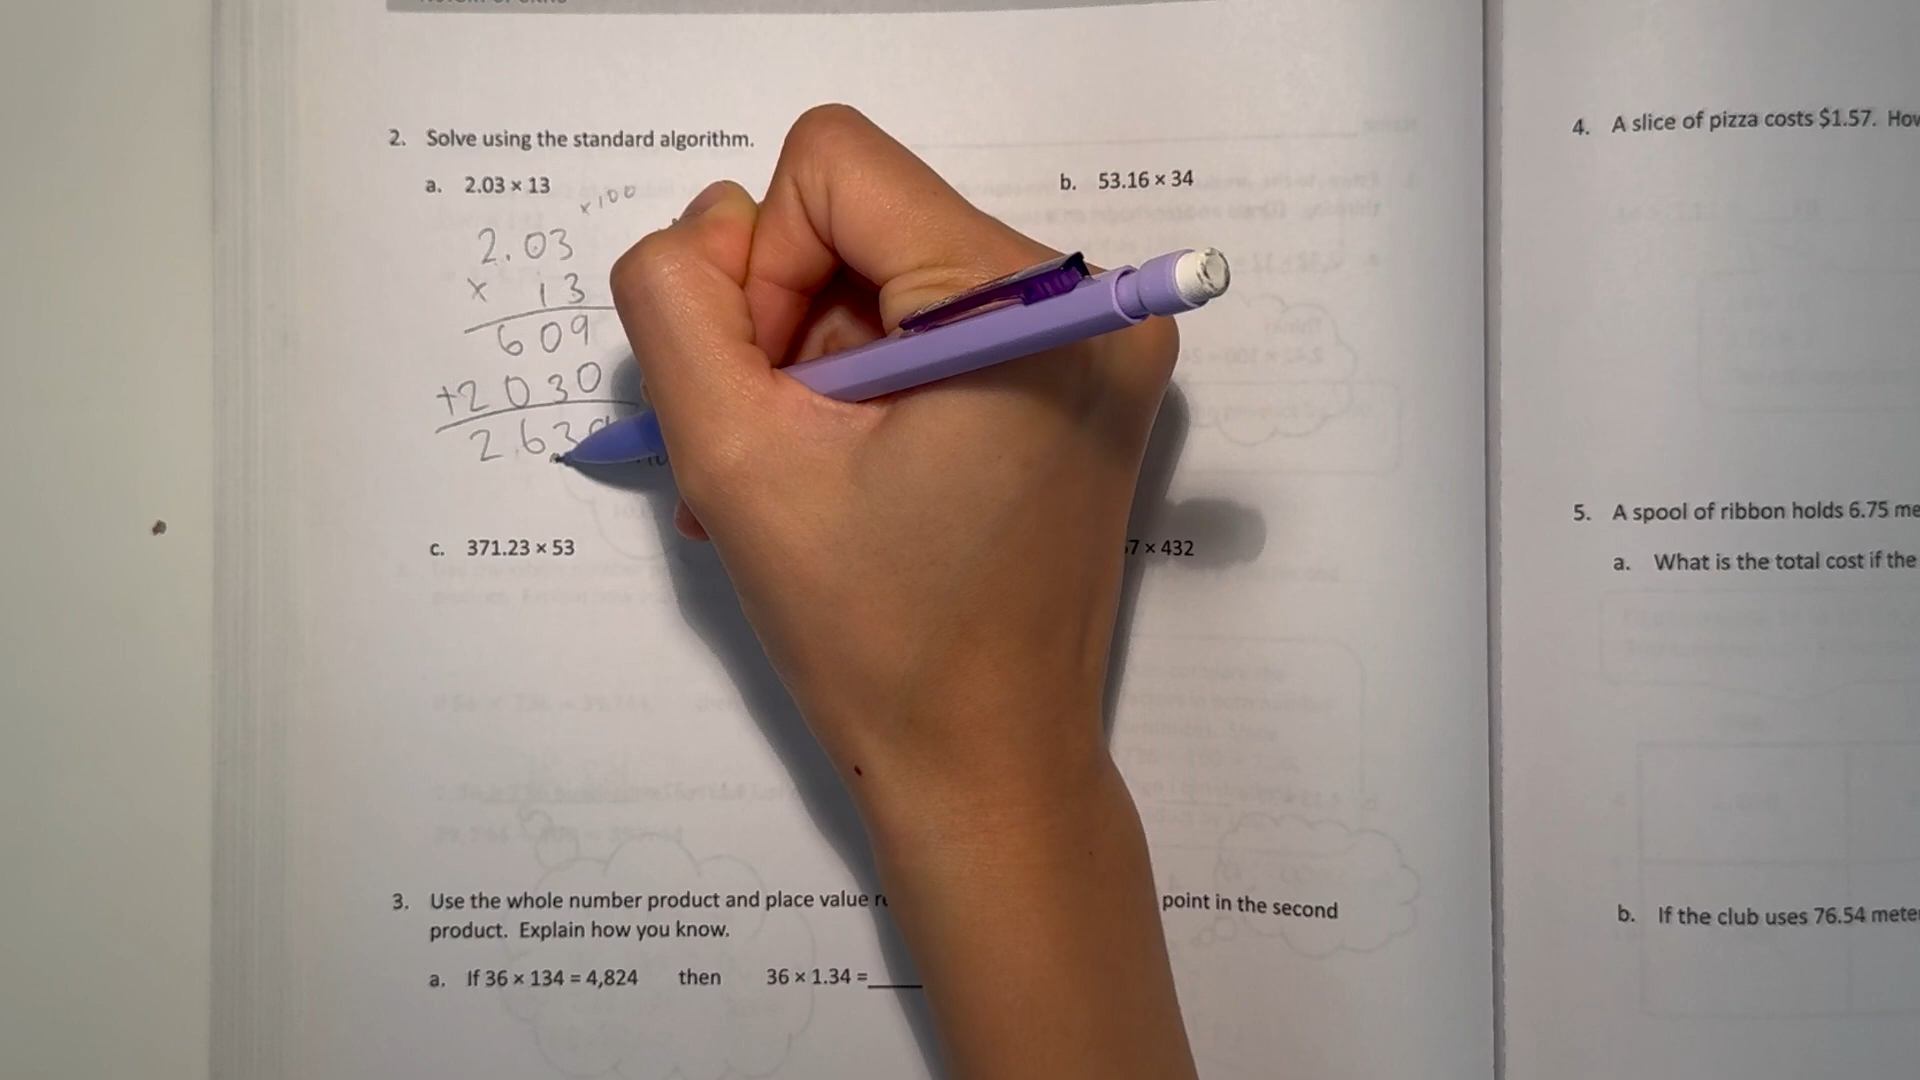 2. Solve using the standard algorithm.
a. 2.03 × 13
×100
2.03
× 13
609
+2030
2639
b. 53.16 × 34
c. 371.23 × 53
7 × 432
3. Use the whole number product and place value
point in the second
product. Explain how you know.
a. If 36 × 134 = 4,824 then 36 × 1.34 =
4. A slice of pizza costs $1.57.
5. A spool of ribbon holds 6.75
a. What is the total cost if the
b. If the club uses 76.54